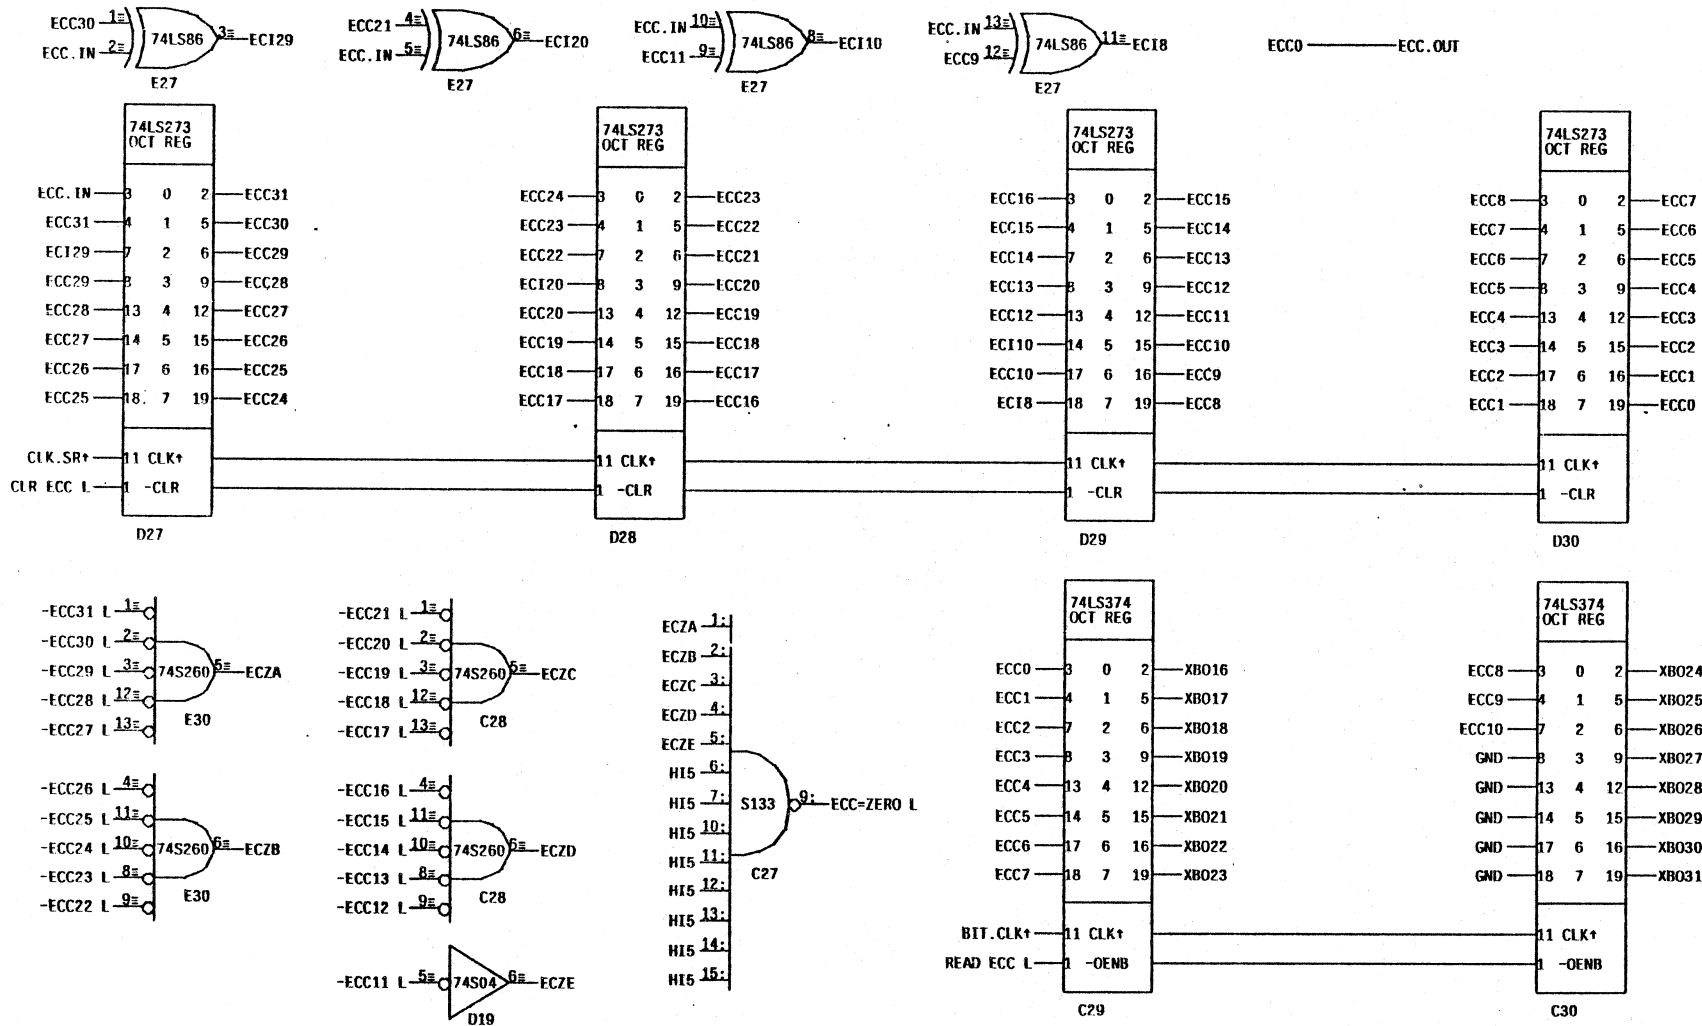 ECC30 1≡ 74LS86 3≡ ECI29
ECC.IN 2≡
E27
ECC21 4≡ 74LS86 6≡ ECI20
ECC.IN 5≡
E27
ECC.IN 10≡ 74LS86 8≡ ECI10
ECC11 9≡
E27
ECC.IN 13≡ 74LS86 11≡ ECI8
ECC9 12≡
E27
ECC0 ECC.OUT
74LS273
OCT REG
ECC.IN 3 0 2 ECC31
ECC31 4 1 5 ECC30
ECI29 7 2 6 ECC29
ECC29 8 3 9 ECC28
ECC28 13 4 12 ECC27
ECC27 14 5 15 ECC26
ECC26 17 6 16 ECC25
ECC25 18 7 19 ECC24
CLK.SR↑ 11 CLK↑
CLR ECC L 1 -CLR
D27
74LS273
OCT REG
ECC24 3 0 2 ECC23
ECC23 4 1 5 ECC22
ECC22 7 2 6 ECC21
ECI20 8 3 9 ECC20
ECC20 13 4 12 ECC19
ECC19 14 5 15 ECC18
ECC18 17 6 16 ECC17
ECC17 18 7 19 ECC16
11 CLK↑
1 -CLR
D28
74LS273
OCT REG
ECC16 3 0 2 ECC15
ECC15 4 1 5 ECC14
ECC14 7 2 6 ECC13
ECC13 8 3 9 ECC12
ECC12 13 4 12 ECC11
ECI10 14 5 15 ECC10
ECC10 17 6 16 ECC9
ECI8 18 7 19 ECC8
11 CLK↑
1 -CLR
D29
74LS273
OCT REG
ECC8 3 0 2 ECC7
ECC7 4 1 5 ECC6
ECC6 7 2 6 ECC5
ECC5 8 3 9 ECC4
ECC4 13 4 12 ECC3
ECC3 14 5 15 ECC2
ECC2 17 6 16 ECC1
ECC1 18 7 19 ECC0
11 CLK↑
1 -CLR
D30
-ECC31 L 1≡
-ECC30 L 2≡
-ECC29 L 3≡ 74S260 5≡ ECZA
-ECC28 L 12≡
-ECC27 L 13≡
E30
-ECC26 L 4≡
-ECC25 L 11≡
-ECC24 L 10≡ 74S260 6≡ ECZB
-ECC23 L 8≡
-ECC22 L 9≡
E30
-ECC21 L 1≡
-ECC20 L 2≡
-ECC19 L 3≡ 74S260 5≡ ECZC
-ECC18 L 12≡
-ECC17 L 13≡
C28
-ECC16 L 4≡
-ECC15 L 11≡
-ECC14 L 10≡ 74S260 6≡ ECZD
-ECC13 L 8≡
-ECC12 L 9≡
C28
-ECC11 L 5≡ 74S04 6≡ ECZE
D19
ECZA 1:
ECZB 2:
ECZC 3:
ECZD 4:
ECZE 5:
HI5 6:
HI5 7: S133 9: ECC=ZERO L
HI5 10:
HI5 11:
HI5 12:
HI5 13:
HI5 14:
HI5 15:
C27
74LS374
OCT REG
ECC0 3 0 2 XBO16
ECC1 4 1 5 XBO17
ECC2 7 2 6 XBO18
ECC3 8 3 9 XBO19
ECC4 13 4 12 XBO20
ECC5 14 5 15 XBO21
ECC6 17 6 16 XBO22
ECC7 18 7 19 XBO23
BIT.CLK↑ 11 CLK↑
READ ECC L 1 -OENB
C29
74LS374
OCT REG
ECC8 3 0 2 XBO24
ECC9 4 1 5 XBO25
ECC10 7 2 6 XBO26
GND 8 3 9 XBO27
GND 13 4 12 XBO28
GND 14 5 15 XBO29
GND 17 6 16 XBO30
GND 18 7 19 XBO31
11 CLK↑
1 -OENB
C30